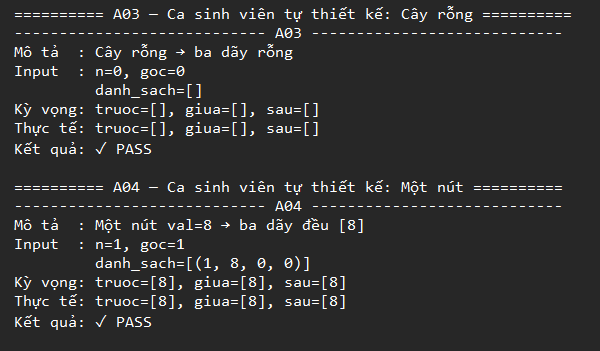 ========== A03 — Ca sinh viên tự thiết kế: Cây rỗng ==========
---------------------------- A03 ----------------------------
Mô tả  : Cây rỗng → ba dãy rỗng
Input  : n=0, goc=0
         danh_sach=[]
Kỳ vọng: truoc=[], giua=[], sau=[]
Thực tế: truoc=[], giua=[], sau=[]
Kết quả: ✓ PASS
========== A04 — Ca sinh viên tự thiết kế: Một nút ==========
---------------------------- A04 ----------------------------
Mô tả  : Một nút val=8 → ba dãy đều [8]
Input  : n=1, goc=1
         danh_sach=[(1, 8, 0, 0)]
Kỳ vọng: truoc=[8], giua=[8], sau=[8]
Thực tế: truoc=[8], giua=[8], sau=[8]
Kết quả: ✓ PASS